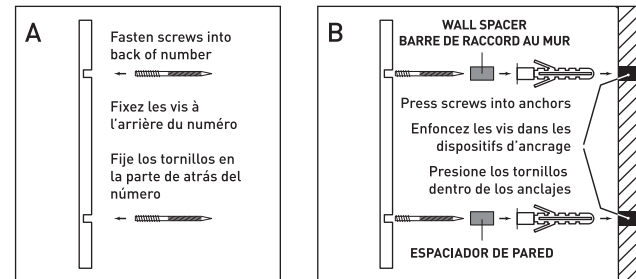 A
Fasten screws into
back of number
Fixez les vis à
l'arrière du numéro
Fije los tornillos en
la parte de atrás del
número
B
WALL SPACER
BARRE DE RACCORD AU MUR
Press screws into anchors
Enfoncez les vis dans les
dispositifs d'ancrage
Presione los tornillos
dentro de los anclajes
ESPACIADOR DE PARED